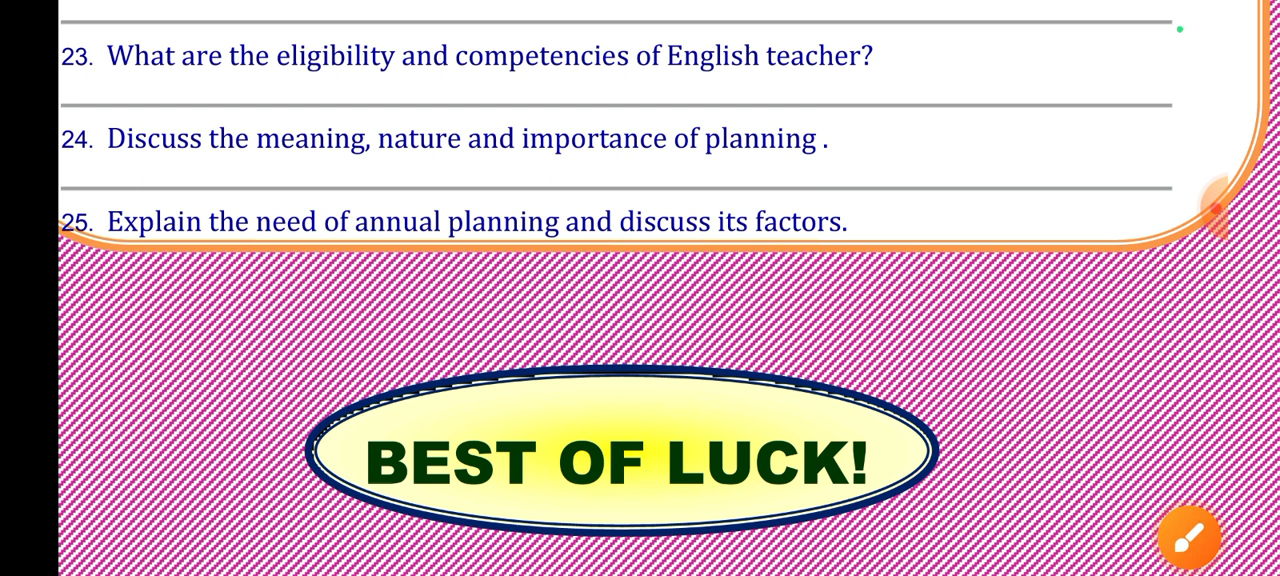 23. What are the eligibility and competencies of English teacher?
24. Discuss the meaning, nature and importance of planning .
25. Explain the need of annual planning and discuss its factors.
BEST OF LUCK!